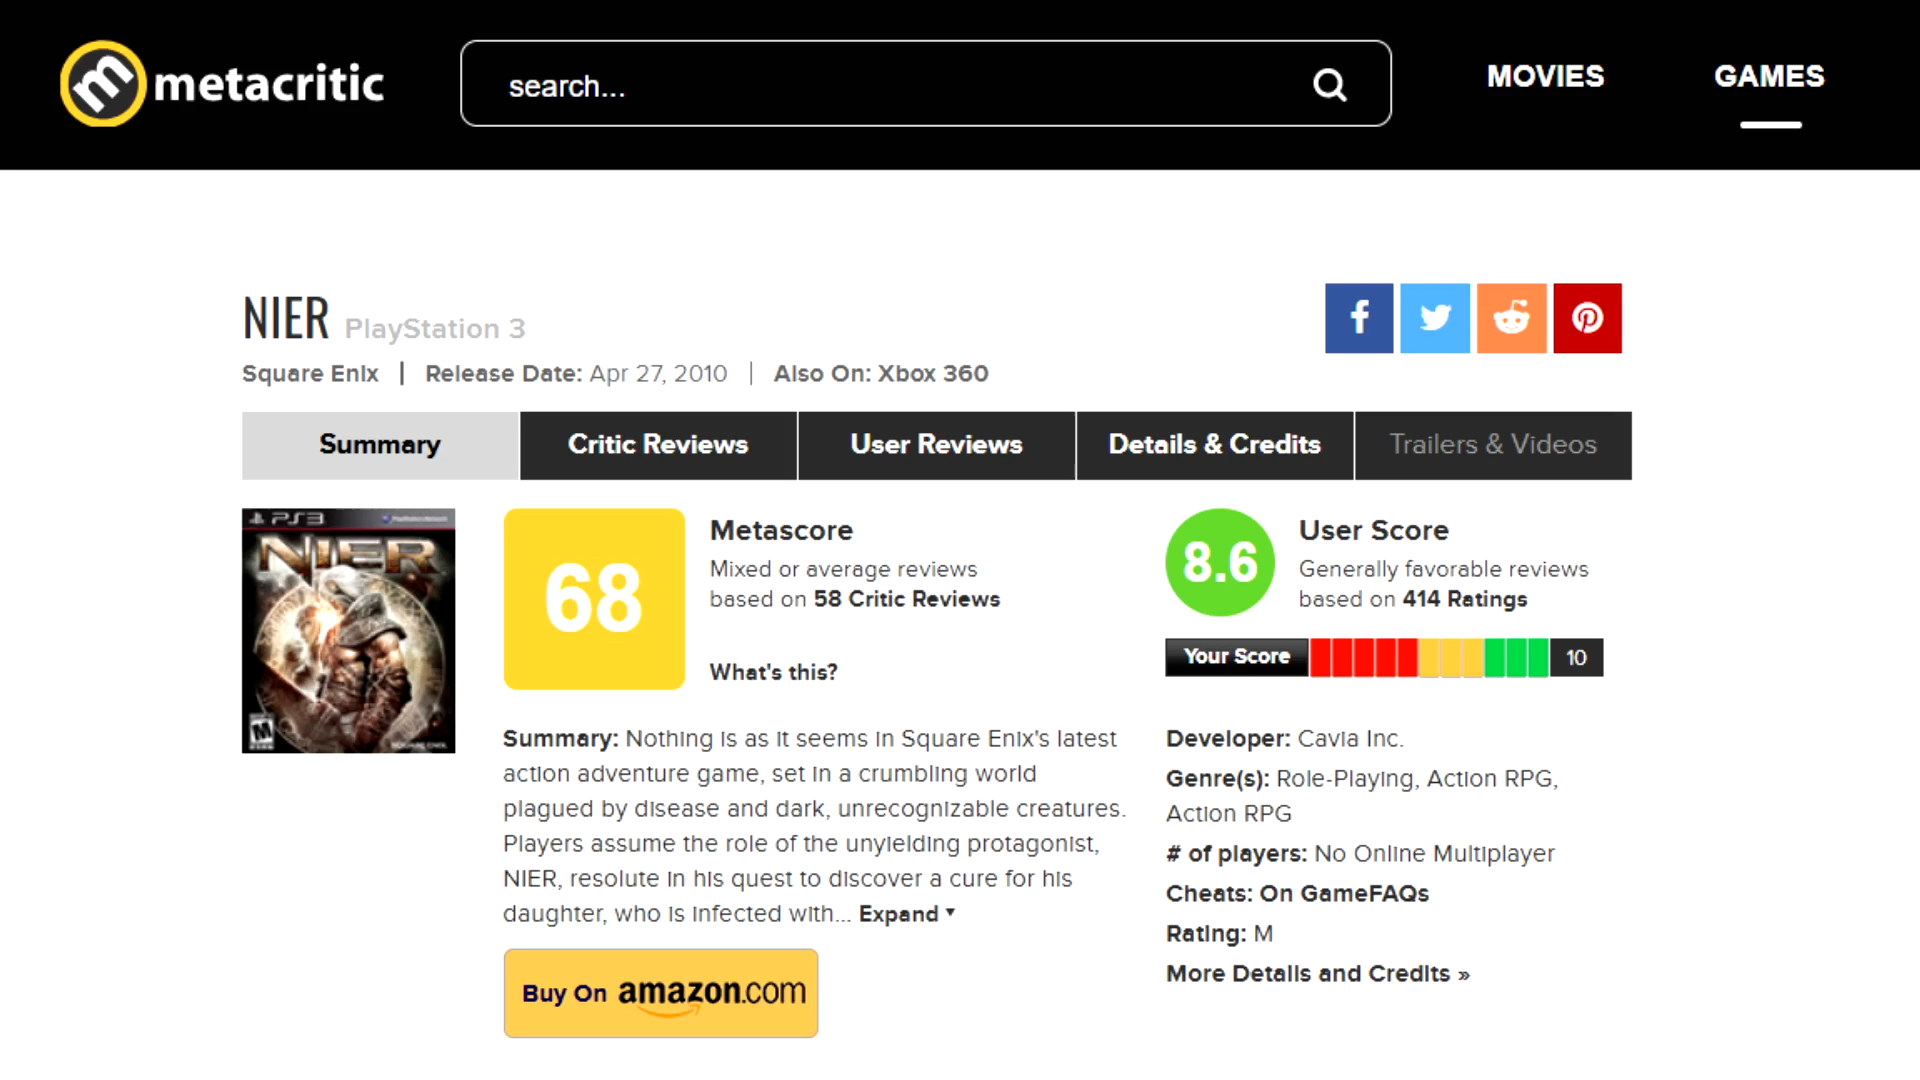 metacritic
search...
MOVIES
GAMES
NIER PlayStation 3
Square Enix | Release Date: Apr 27, 2010 | Also On: Xbox 360
Summary
Critic Reviews
User Reviews
Details & Credits
Trailers & Videos
PS3
NIER
M
68
Metascore
Mixed or average reviews
based on 58 Critic Reviews
What's this?
8.6
User Score
Generally favorable reviews
based on 414 Ratings
Your Score
10
Summary: Nothing is as it seems in Square Enix's latest
action adventure game, set in a crumbling world
plagued by disease and dark, unrecognizable creatures.
Players assume the role of the unyielding protagonist,
NIER, resolute in his quest to discover a cure for his
daughter, who is infected with... Expand ▼
Buy On amazon.com
Developer: Cavia Inc.
Genre(s): Role-Playing, Action RPG,
Action RPG
# of players: No Online Multiplayer
Cheats: On GameFAQs
Rating: M
More Details and Credits »